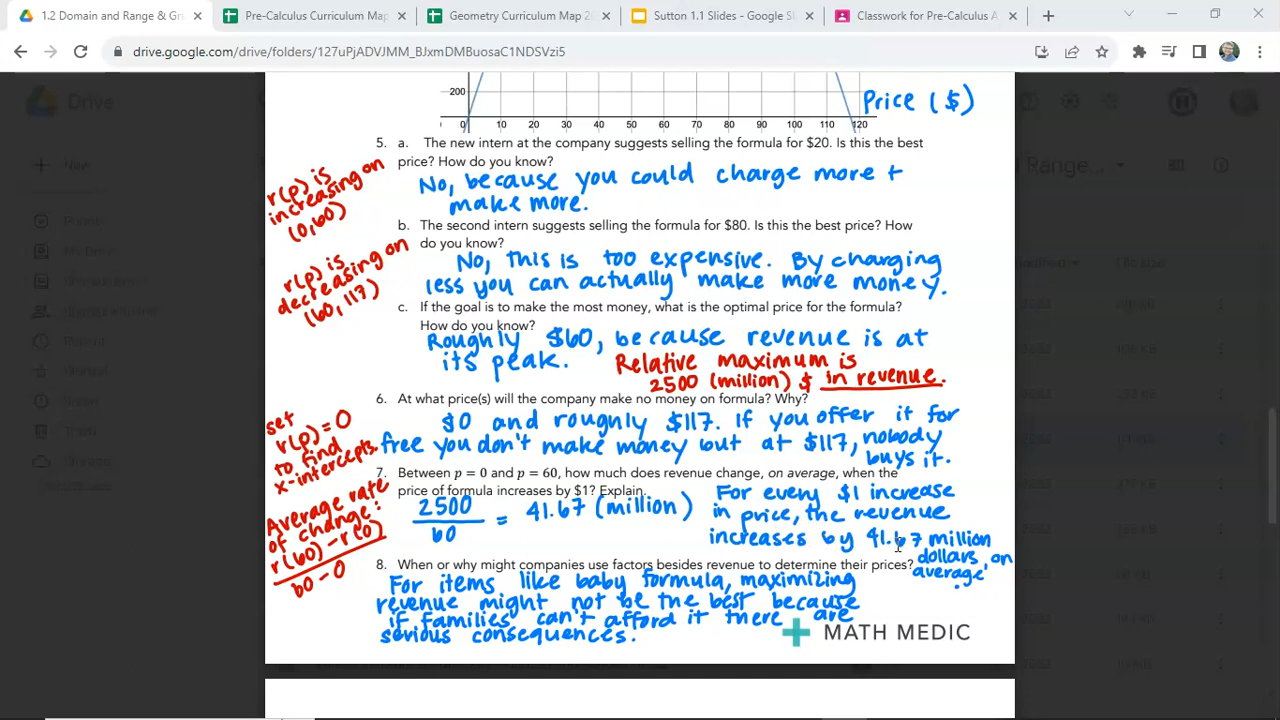 1.2 Domain and Range & Gra
Pre-Calculus Curriculum Map
Geometry Curriculum Map 2
Sutton 1.1 Slides - Google Sl
Classwork for Pre-Calculus A
drive.google.com/drive/folders/127uPjADVJMM_BJxmDMBuosaC1NDSVzi5
Drive
200
0 10 20 30 40 50 60 70 80 90 100 110 120
Price ($)
5. a. The new intern at the company suggests selling the formula for $20. Is this the best
price? How do you know?
r(p) is
increasing on
(0,60)
No, because you could charge more +
make more.
b. The second intern suggests selling the formula for $80. Is this the best price? How
do you know?
r(p) is
decreasing on
(60,117)
No, this is too expensive. By charging
less you can actually make more money.
c. If the goal is to make the most money, what is the optimal price for the formula?
How do you know?
Roughly $60, because revenue is at
its peak.
Relative maximum is
2500 (million) $ in revenue.
6. At what price(s) will the company make no money on formula? Why?
set
r(p)=0
to find
x-intercepts.
$0 and roughly $117. If you offer it for
free you don't make money but at $117, nobody
buys it.
7. Between p = 0 and p = 60, how much does revenue change, on average, when the
price of formula increases by $1? Explain.
Average rate
of change:
r(60)-r(0)
60-0
2500
60
= 41.67 (million)
For every $1 increase
in price, the revenue
increases by 41.67 million
dollars, on
average.
8. When or why might companies use factors besides revenue to determine their prices?
For items like baby formula, maximizing
revenue might not be the best because
if families can't afford it there are
serious consequences.
MATH MEDIC